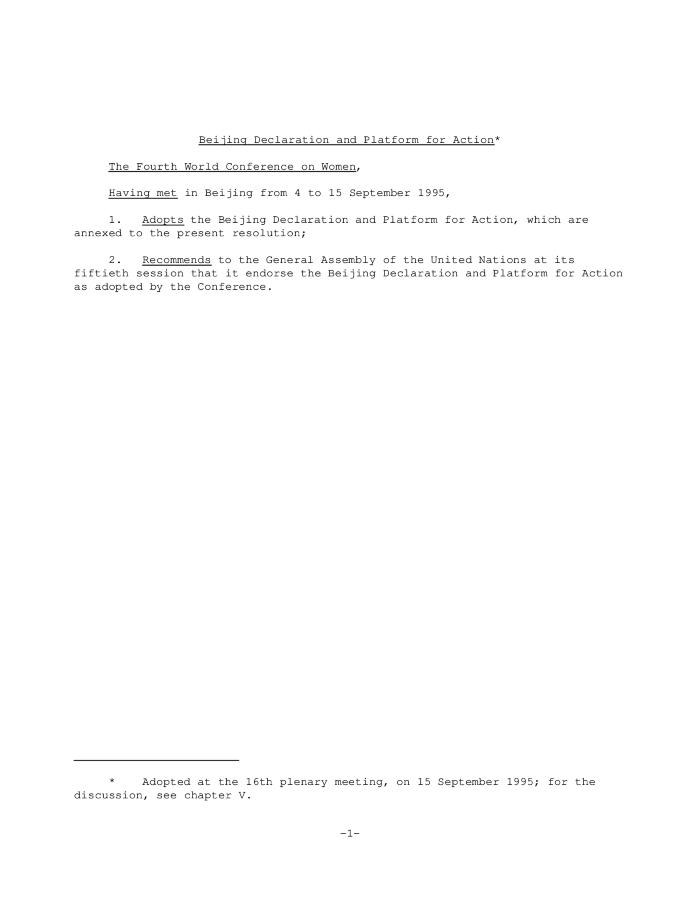 Beijing Declaration and Platform for Action*
The Fourth World Conference on Women,
Having met in Beijing from 4 to 15 September 1995,
1. Adopts the Beijing Declaration and Platform for Action, which are
annexed to the present resolution;
2. Recommends to the General Assembly of the United Nations at its
fiftieth session that it endorse the Beijing Declaration and Platform for Action
as adopted by the Conference.
* Adopted at the 16th plenary meeting, on 15 September 1995; for the
discussion, see chapter V.
-1-